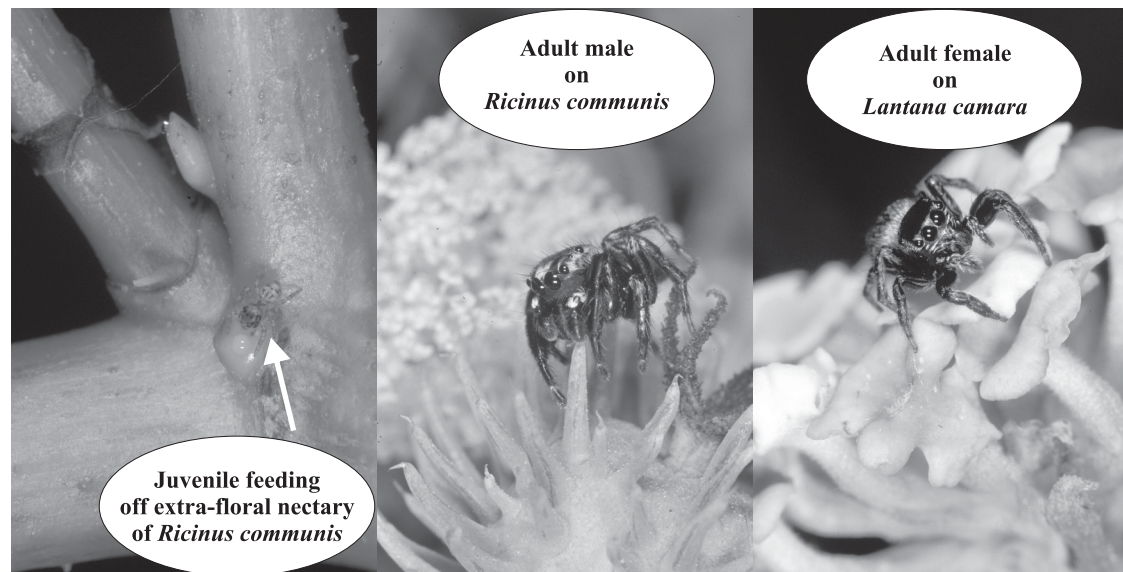 Juvenile feeding
off extra-floral nectary
of Ricinus communis
Adult male
on
Ricinus communis
Adult female
on
Lantana camara